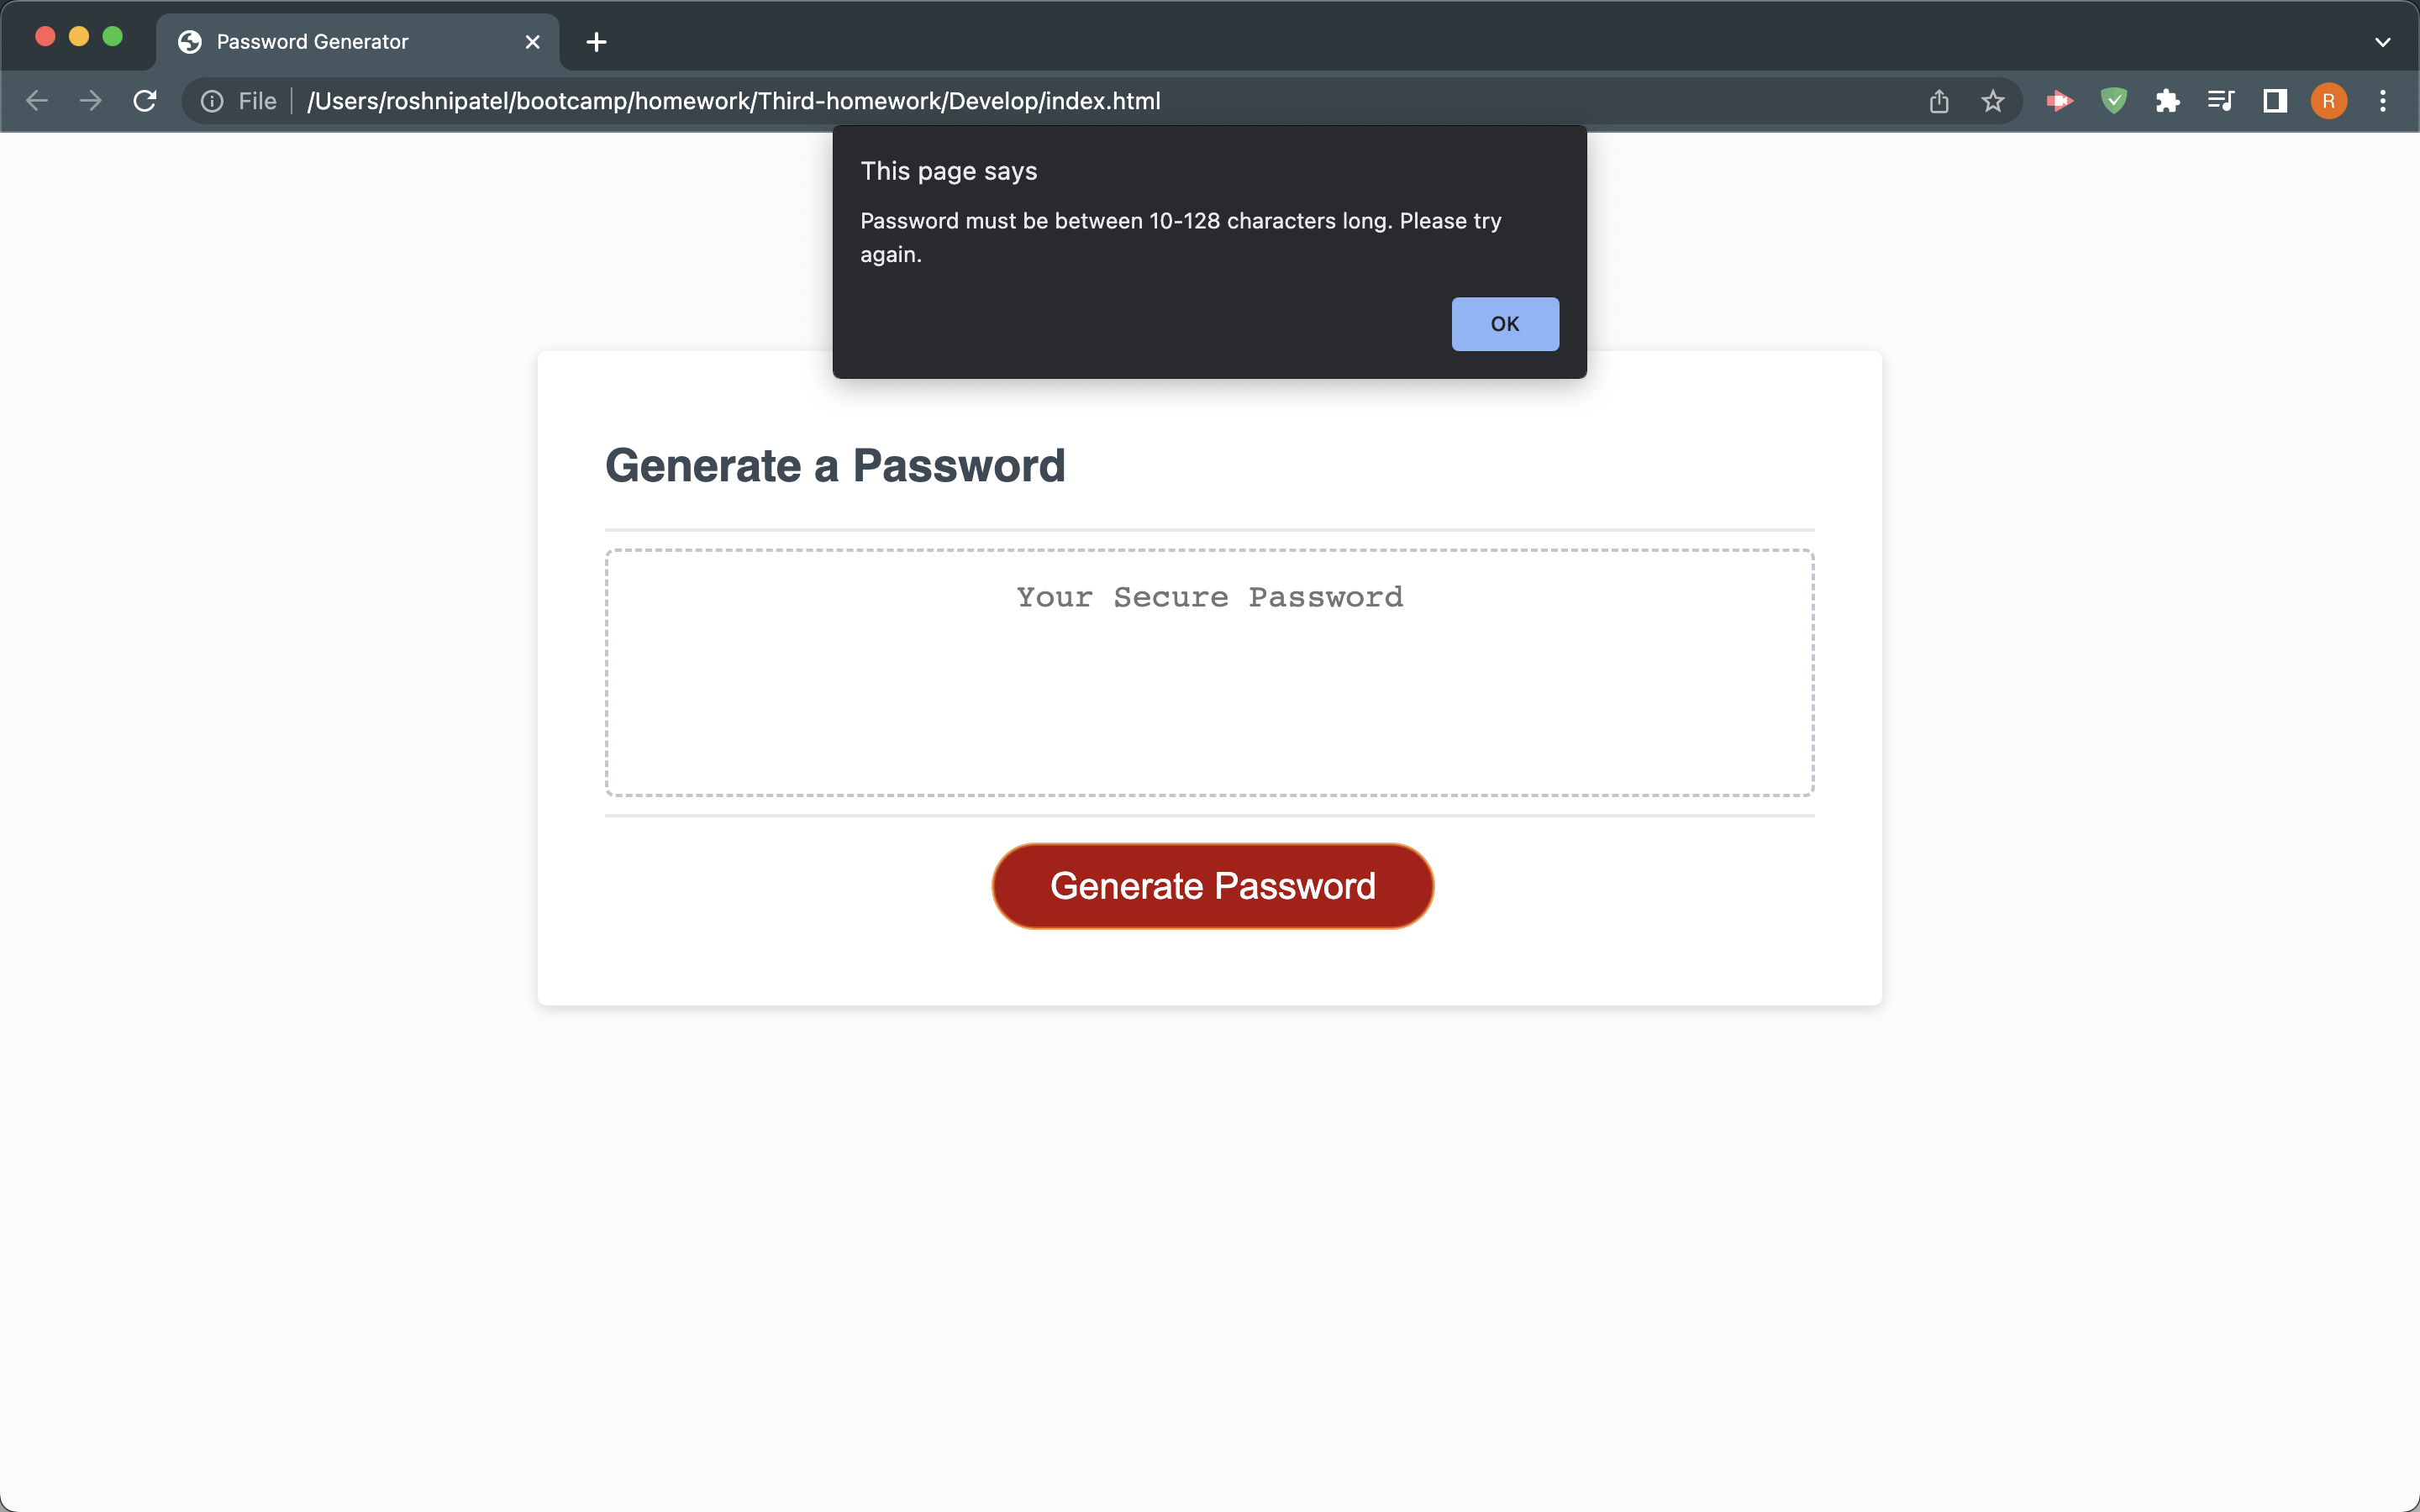 Password Generator
File
/Users/roshnipatel/bootcamp/homework/Third-homework/Develop/index.html
R
This page says
Password must be between 10-128 characters long. Please try
again.
OK
Generate a Password
Your Secure Password
Generate Password